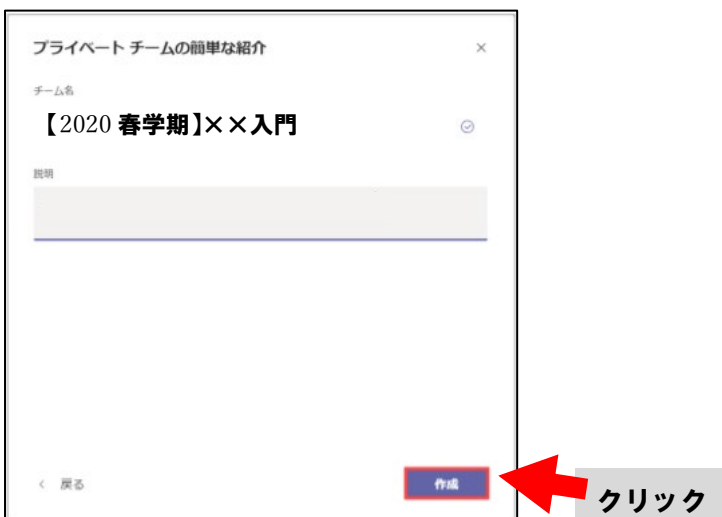 プライベート チームの簡単な紹介
チーム名
【2020 春学期】××入門
説明
戻る
作成
クリック